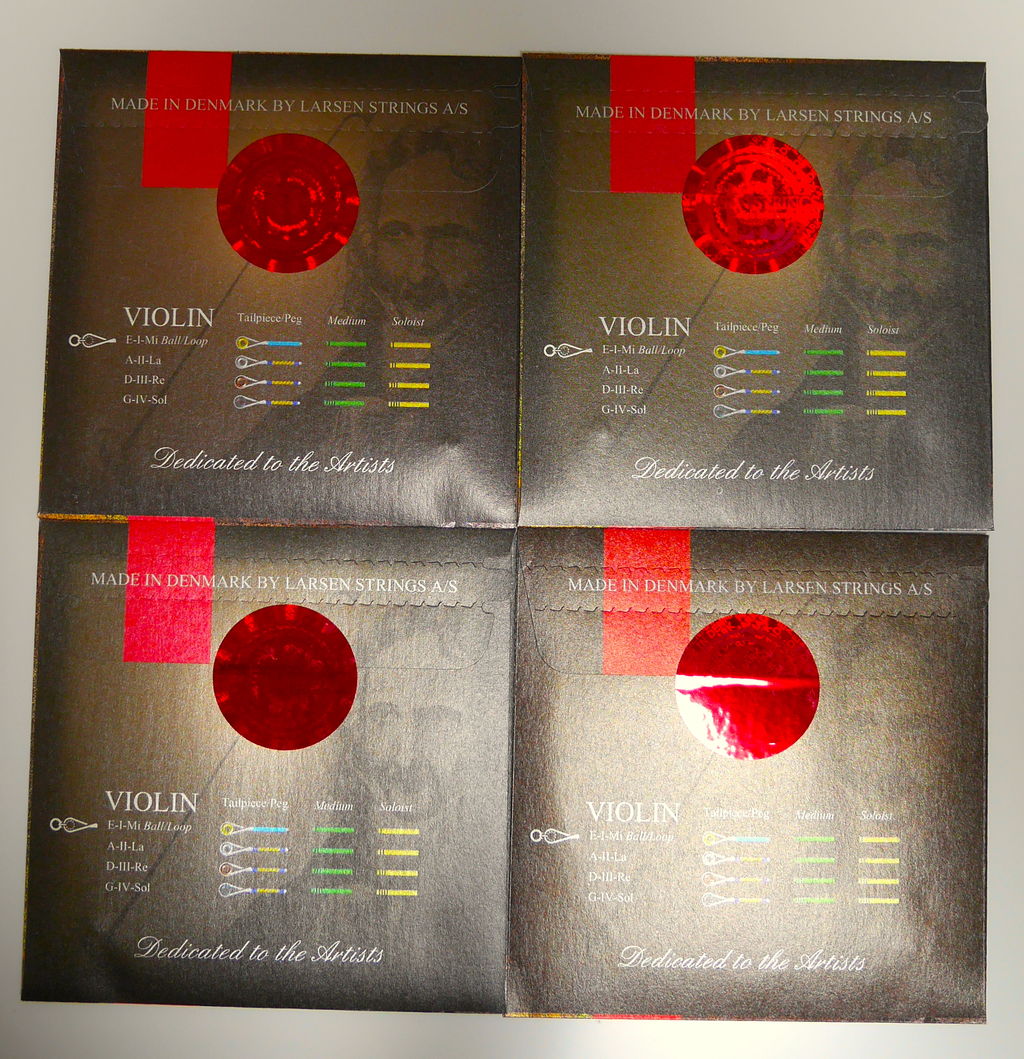 MADE IN DENMARK BY LARSEN STRINGS A/S
VIOLIN Tailpiece/Peg Medium Soloist
E-I-Mi Ball/Loop
A-II-La
D-III-Re
G-IV-Sol
Dedicated to the Artists
MADE IN DENMARK BY LARSEN STRINGS A/S
VIOLIN Tailpiece/Peg Medium Soloist
E-I-Mi Ball/Loop
A-II-La
D-III-Re
G-IV-Sol
Dedicated to the Artists
MADE IN DENMARK BY LARSEN STRINGS A/S
VIOLIN Tailpiece/Peg Medium Soloist
E-I-Mi Ball/Loop
A-II-La
D-III-Re
G-IV-Sol
Dedicated to the Artists
MADE IN DENMARK BY LARSEN STRINGS A/S
VIOLIN Tailpiece/Peg Medium Soloist
E-I-Mi Ball/Loop
A-II-La
D-III-Re
G-IV-Sol
Dedicated to the Artists